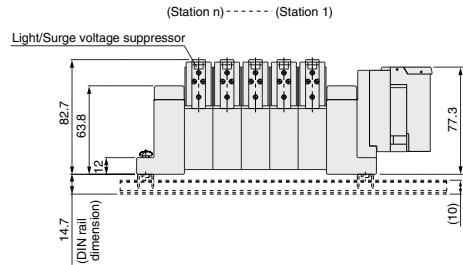 (Station n) - - - - - - - (Station 1)
Light/Surge voltage suppressor
82.7
63.8
12
77.3
14.7
(DIN rail
dimension)
(10)